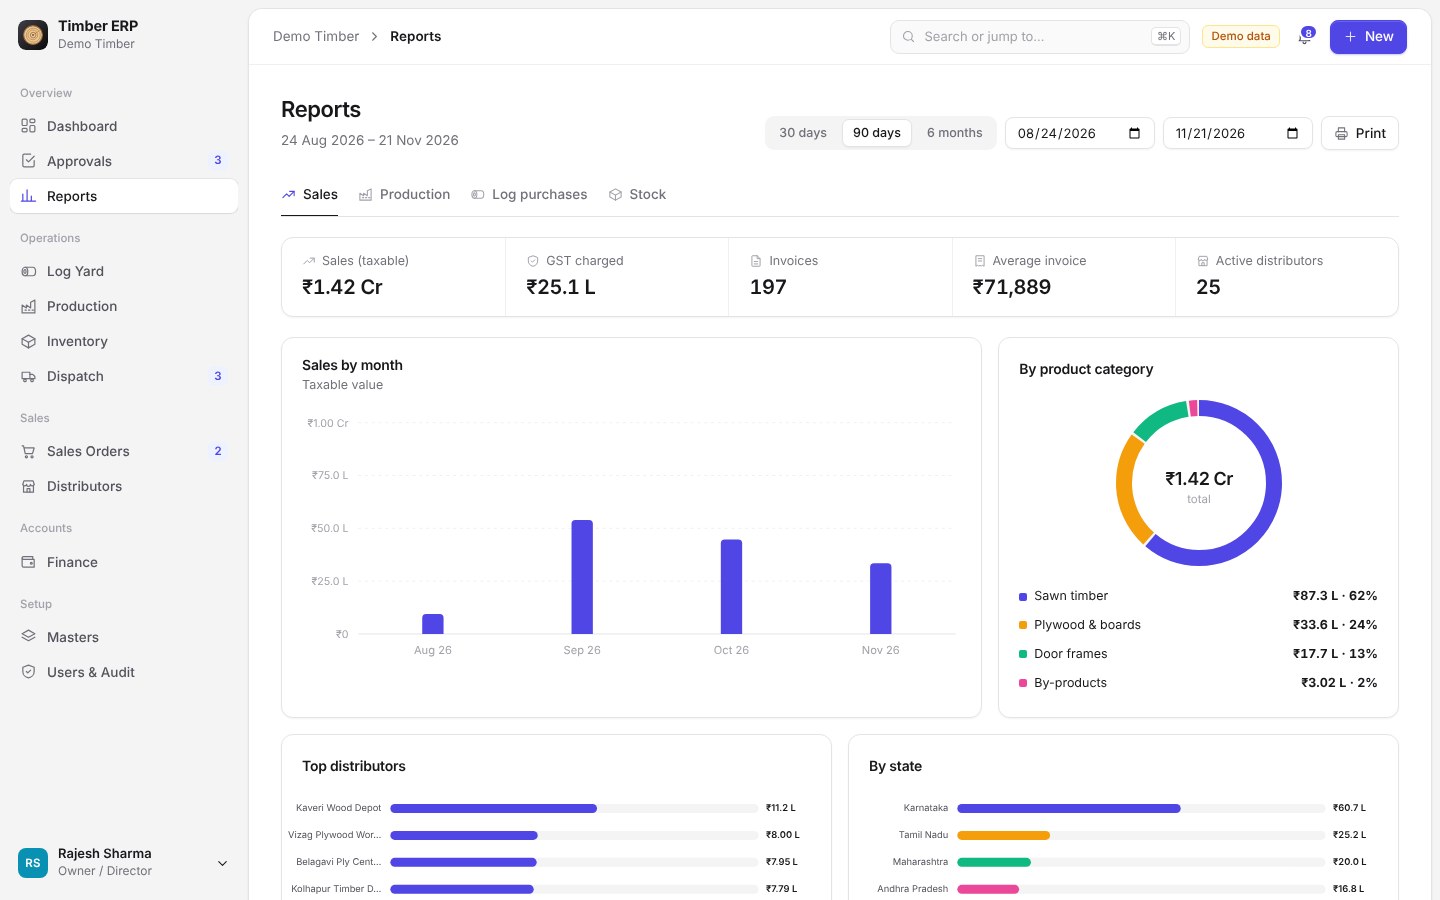 Timber ERP
Demo Timber
Overview
Dashboard
Approvals 3
Reports
Operations
Log Yard
Production
Inventory
Dispatch 3
Sales
Sales Orders 2
Distributors
Accounts
Finance
Setup
Masters
Users & Audit
RS
Rajesh Sharma
Owner / Director
Demo Timber > Reports
Search or jump to... ⌘K
Demo data
8
+ New
Reports
24 Aug 2026 – 21 Nov 2026
30 days 90 days 6 months
08/24/2026
11/21/2026
Print
Sales Production Log purchases Stock
Sales (taxable)
₹1.42 Cr
GST charged
₹25.1 L
Invoices
197
Average invoice
₹71,889
Active distributors
25
Sales by month
Taxable value
₹1.00 Cr
₹75.0 L
₹50.0 L
₹25.0 L
₹0
Aug 26 Sep 26 Oct 26 Nov 26
By product category
₹1.42 Cr
total
Sawn timber ₹87.3 L · 62%
Plywood & boards ₹33.6 L · 24%
Door frames ₹17.7 L · 13%
By-products ₹3.02 L · 2%
Top distributors
Kaveri Wood Depot ₹11.2 L
Vizag Plywood Wor... ₹8.00 L
Belagavi Ply Cent... ₹7.95 L
Kolhapur Timber D... ₹7.79 L
By state
Karnataka ₹60.7 L
Tamil Nadu ₹25.2 L
Maharashtra ₹20.0 L
Andhra Pradesh ₹16.8 L